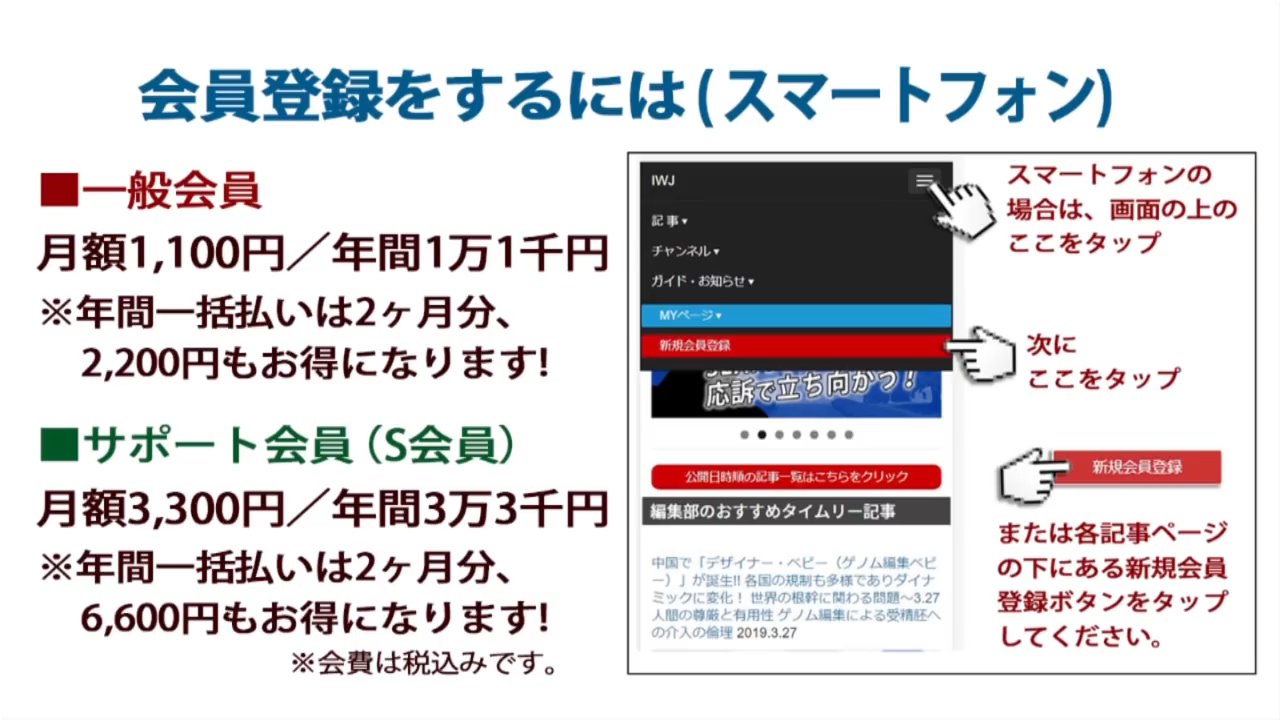 会員登録をするには(スマートフォン)
■一般会員
月額1,100円／年間1万1千円
※年間一括払いは2ヶ月分、
2,200円もお得になります!
■サポート会員（S会員）
月額3,300円／年間3万3千円
※年間一括払いは2ヶ月分、
6,600円もお得になります!
※会費は税込みです。
IWJ
記事▾
チャンネル▾
ガイド・お知らせ▾
MYページ▾
新規会員登録
応訴で立ち向かう！
公開日時順の記事一覧はこちらをクリック
編集部のおすすめタイムリー記事
中国で「デザイナー・ベビー（ゲノム編集ベビ
ー）」が誕生!! 各国の規制も多様でありダイナ
ミックに変化！ 世界の根幹に関わる問題～3.27
人間の尊厳と有用性 ゲノム編集による受精胚へ
の介入の倫理 2019.3.27
スマートフォンの
場合は、画面の上の
ここをタップ
次に
ここをタップ
新規会員登録
または各記事ページ
の下にある新規会員
登録ボタンをタップ
してください。